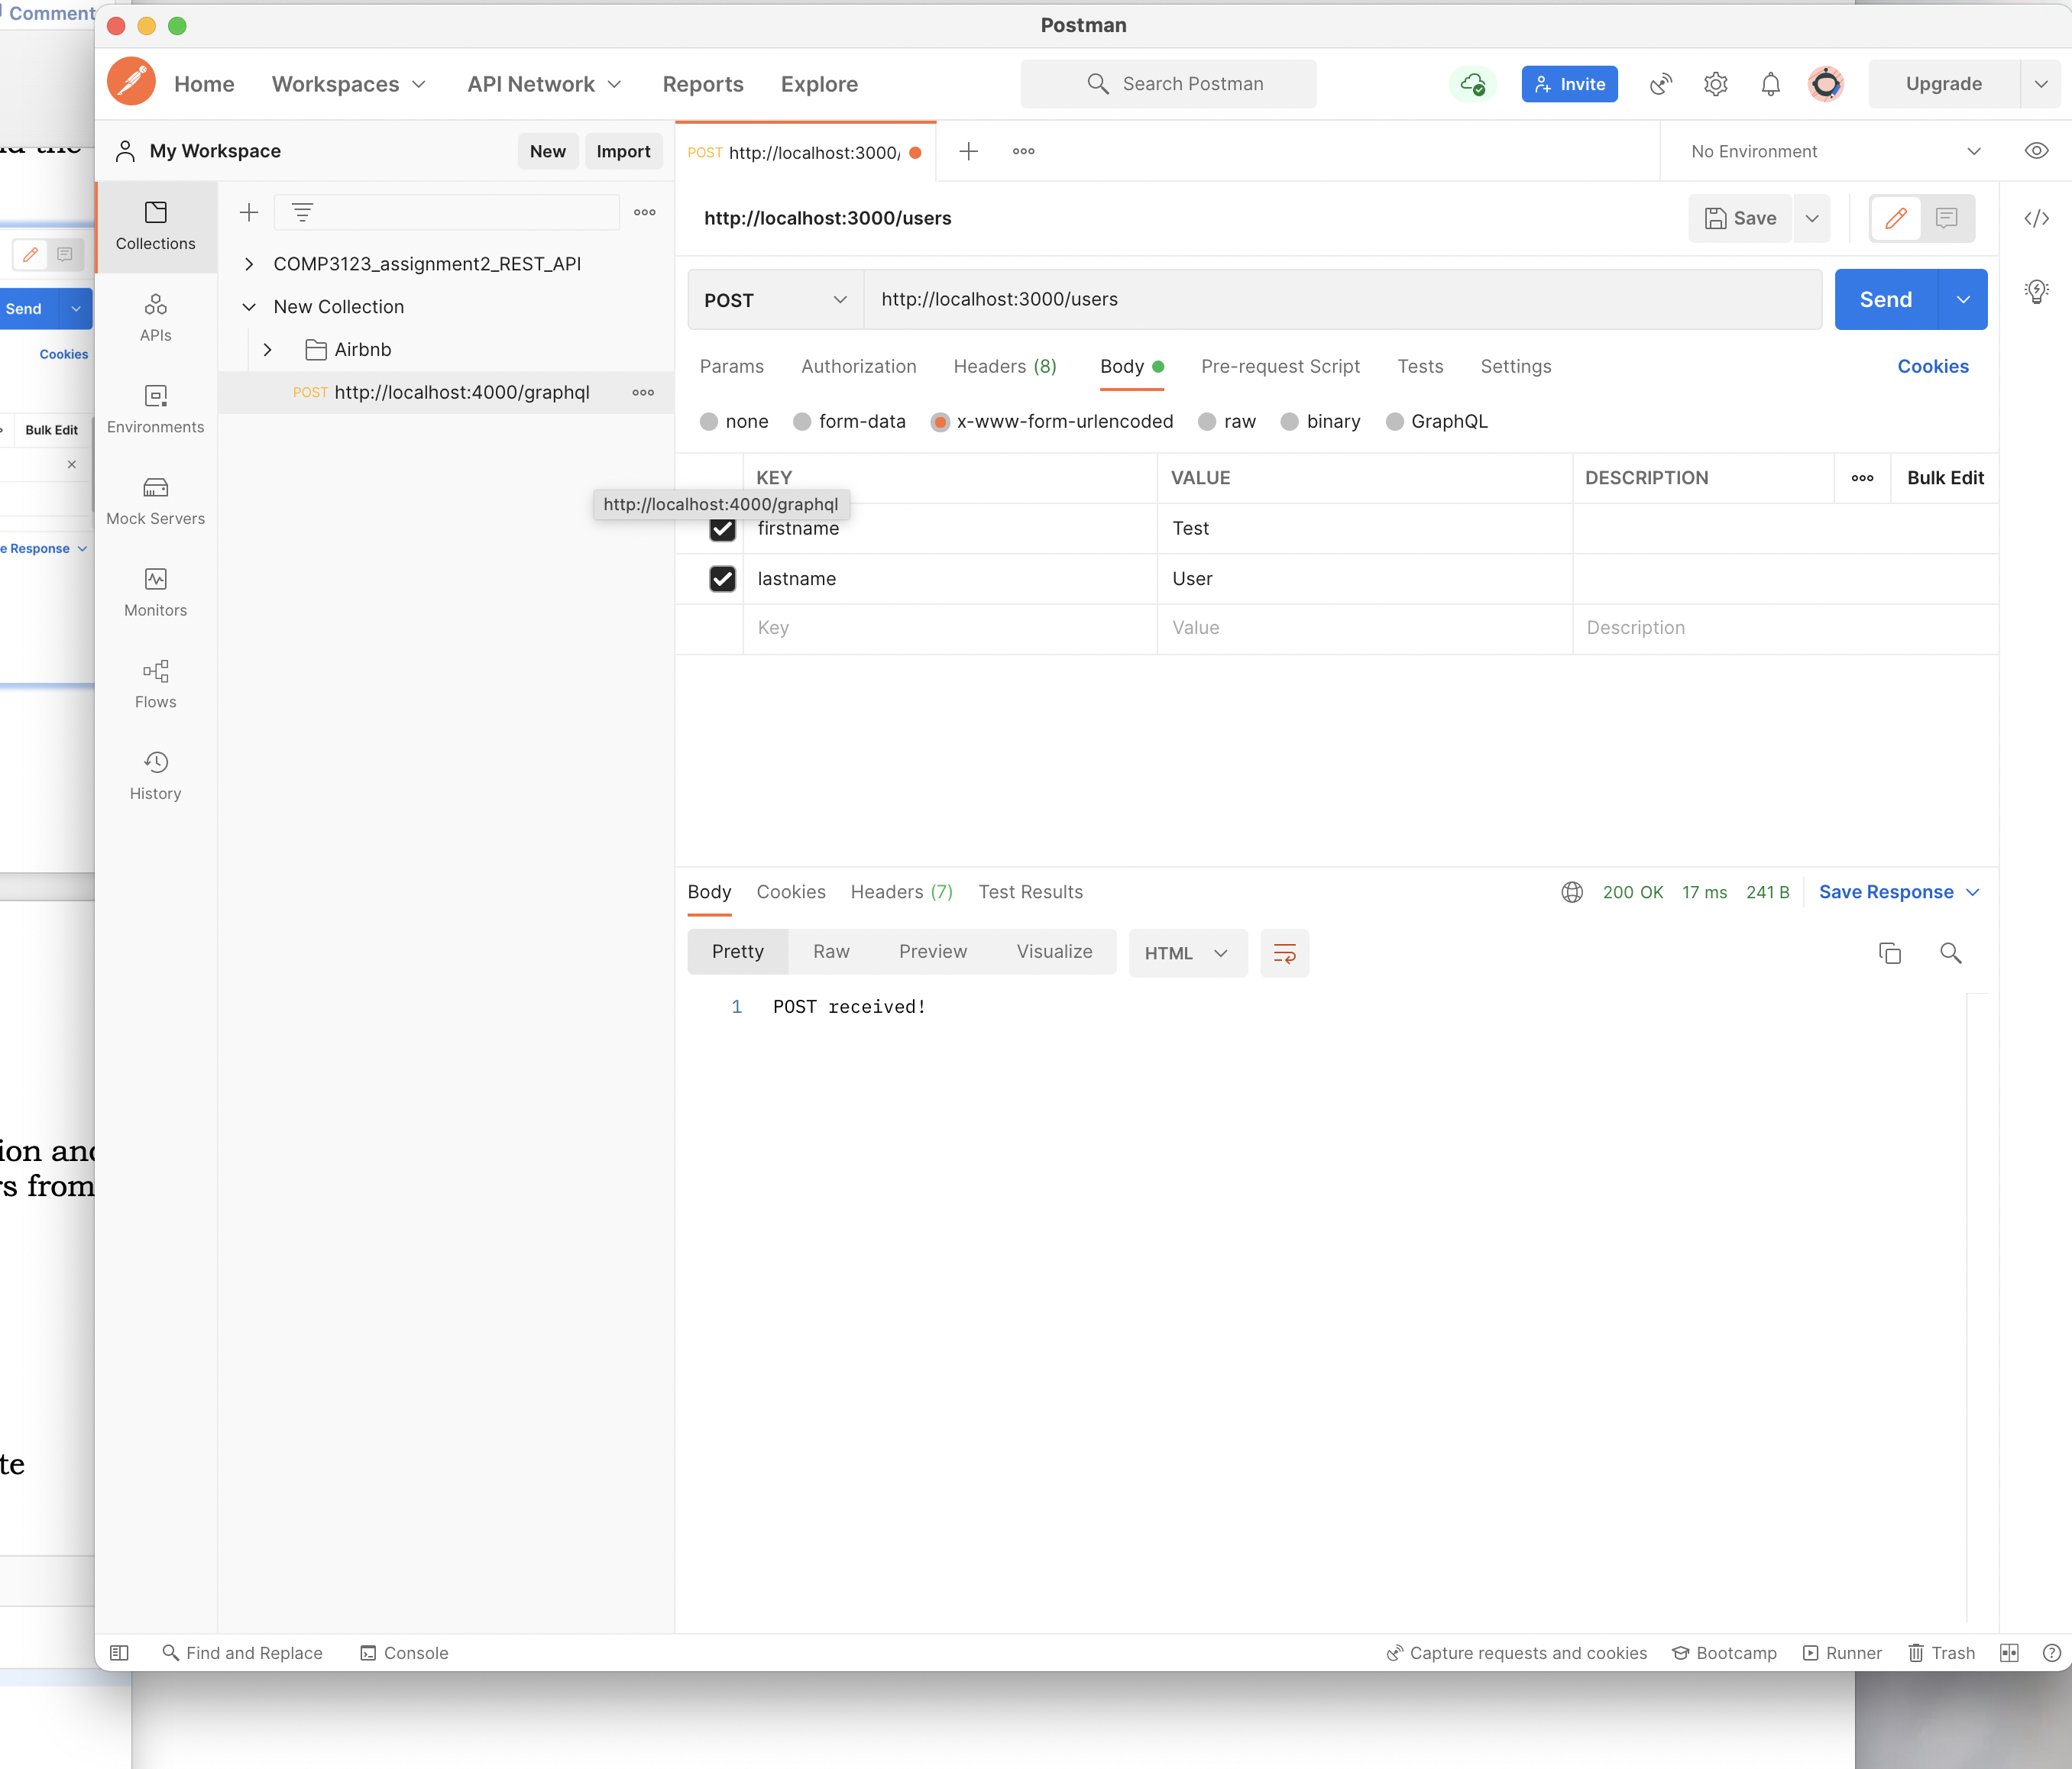 Comment
Postman
Home Workspaces API Network Reports Explore Search Postman Invite Upgrade
My Workspace New Import POST http://localhost:3000/ No Environment
Collections
APIs
Environments
Mock Servers
Monitors
Flows
History
COMP3123_assignment2_REST_API
New Collection
Airbnb
POST http://localhost:4000/graphql
http://localhost:4000/graphql
http://localhost:3000/users Save
POST http://localhost:3000/users Send
Params Authorization Headers (8) Body Pre-request Script Tests Settings Cookies
none form-data x-www-form-urlencoded raw binary GraphQL
KEY VALUE DESCRIPTION Bulk Edit
firstname Test
lastname User
Key Value Description
Body Cookies Headers (7) Test Results 200 OK 17 ms 241 B Save Response
Pretty Raw Preview Visualize HTML
1 POST received!
Find and Replace Console Capture requests and cookies Bootcamp Runner Trash
Send
Cookies
Bulk Edit
e Response
ion and
rs from
te